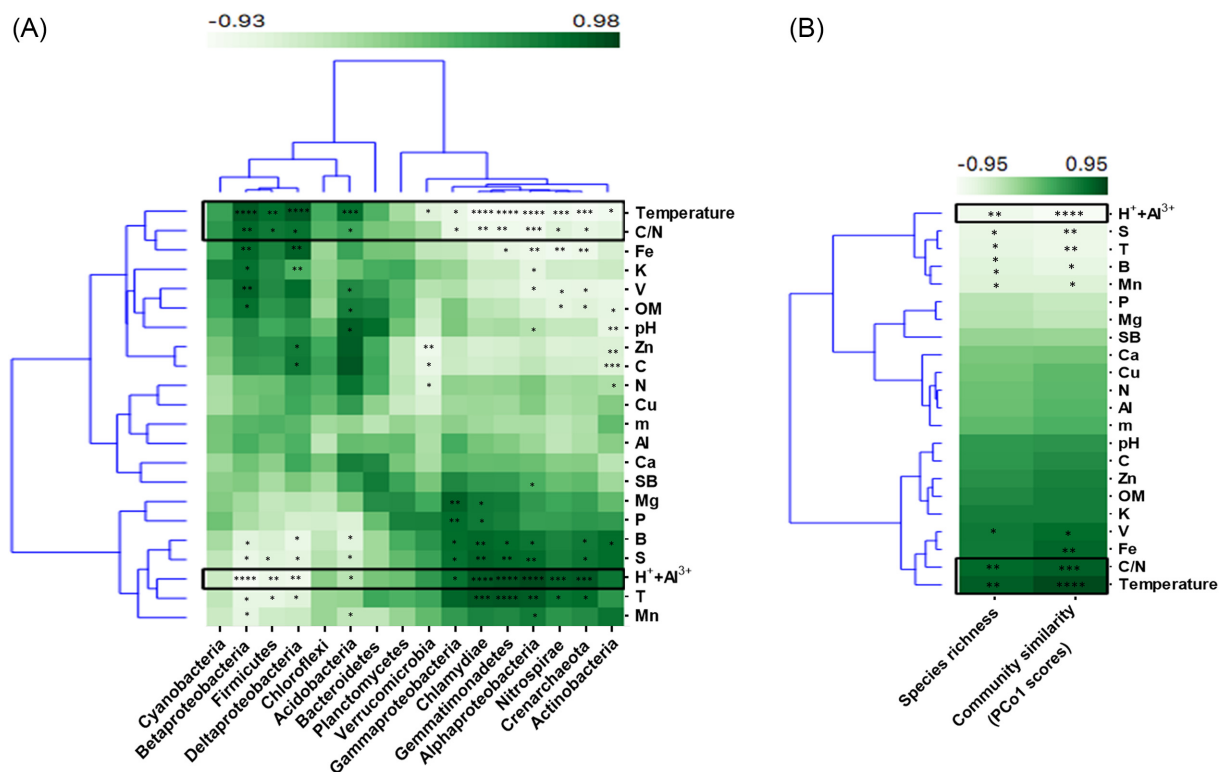 (A)
-0.93 0.98
Temperature
C/N
Fe
K
V
OM
pH
Zn
C
N
Cu
m
Al
Ca
SB
Mg
P
B
S
H⁺+Al³⁺
T
Mn
Cyanobacteria
Betaproteobacteria
Firmicutes
Deltaproteobacteria
Chloroflexi
Acidobacteria
Bacteroidetes
Planctomycetes
Verrucomicrobia
Gammaproteobacteria
Chlamydiae
Gemmatimonadetes
Alphaproteobacteria
Nitrospirae
Crenarchaeota
Actinobacteria
(B)
-0.95 0.95
H⁺+Al³⁺
S
T
B
Mn
P
Mg
SB
Ca
Cu
N
Al
m
pH
C
Zn
OM
K
V
Fe
C/N
Temperature
Species richness
Community similarity
(PCo1 scores)